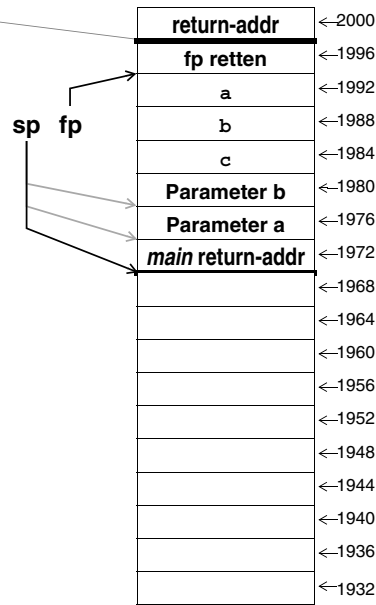 return-addr ←2000
fp retten ←1996
a ←1992
b ←1988
sp fp
c ←1984
Parameter b ←1980
Parameter a ←1976
main return-addr ←1972
←1968
←1964
←1960
←1956
←1952
←1948
←1944
←1940
←1936
←1932